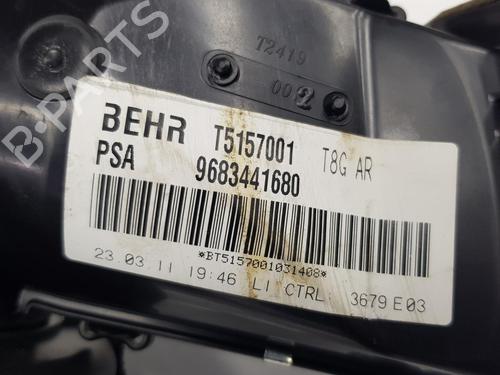 T2419
002
BEHR T5157001 T8G AR
PSA 9683441680
*BT5157001031408*
23 03 11 19:46 L1 CTRL 3679 E03
B-PARTS